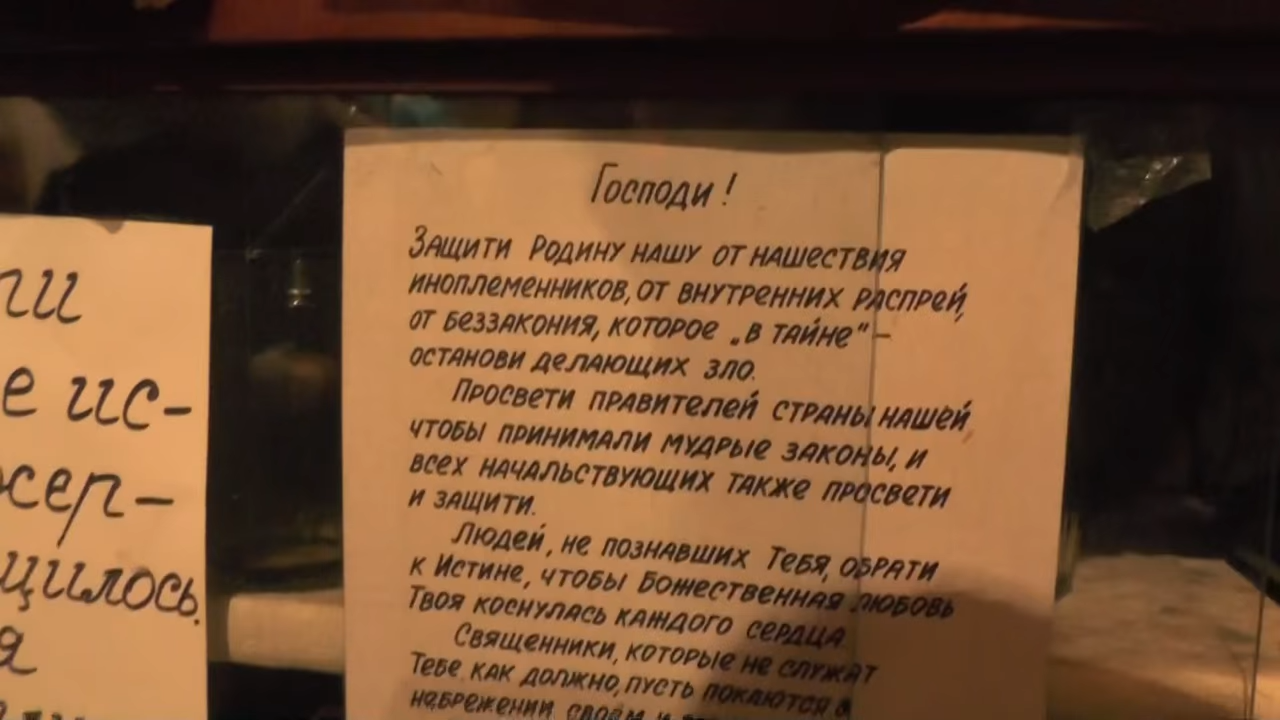 ги
е ис-
сер-
щилось.
я
Господи!
Защити Родину нашу от нашествия
иноплеменников, от внутренних распрей,
от беззакония, которое „в тайне" –
останови делающих зло.
Просвети правителей страны нашей,
чтобы принимали мудрые законы, и
всех начальствующих также просвети
и защити.
Людей, не познавших Тебя, обрати
к Истине, чтобы Божественная любовь
Твоя коснулась каждого сердца.
Священники, которые не служат
Тебе как должно, пусть покаются в
небрежении своём и